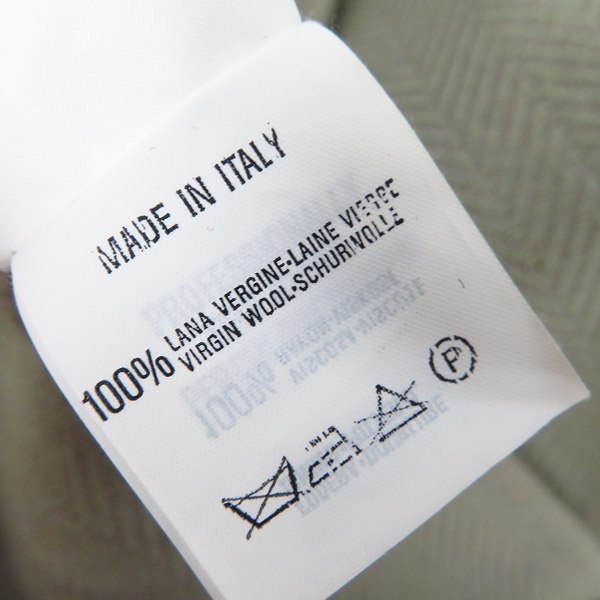 MADE IN ITALY
100% LANA VERGINE·LAINE VIERGE
VIRGIN WOOL·SCHURWOLLE
P